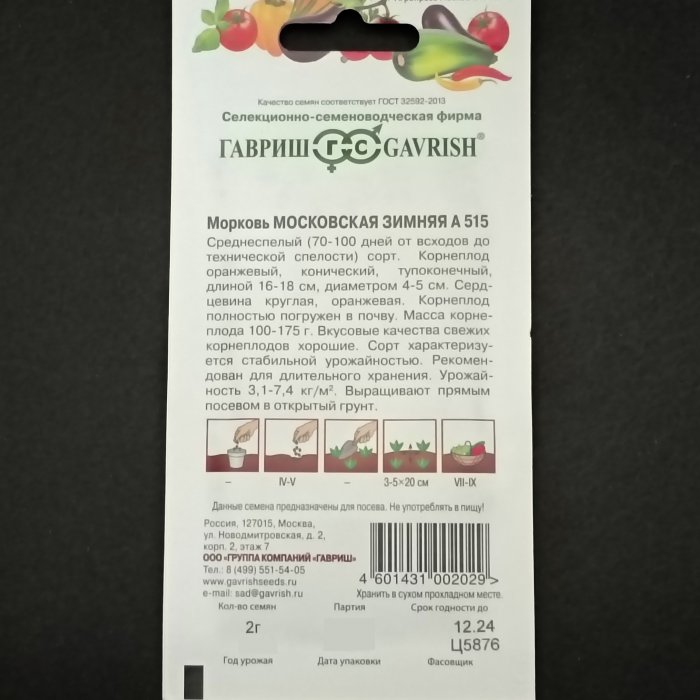 Качество семян соответствует ГОСТ 32592-2013
Селекционно-семеноводческая фирма
ГАВРИШ ГС GAVRISH®
Морковь МОСКОВСКАЯ ЗИМНЯЯ А 515
Среднеспелый (70-100 дней от всходов до
технической спелости) сорт. Корнеплод
оранжевый, конический, тупоконечный,
длиной 16-18 см, диаметром 4-5 см. Серд-
цевина круглая, оранжевая. Корнеплод
полностью погружен в почву. Масса корне-
плода 100-175 г. Вкусовые качества свежих
корнеплодов хорошие. Сорт характеризу-
ется стабильной урожайностью. Рекомен-
дован для длительного хранения. Урожай-
ность 3,1-7,4 кг/м². Выращивают прямым
посевом в открытый грунт.
– IV-V – 3-5×20 см VII-IX
Данные семена предназначены для посева. Не употреблять в пищу!
Россия, 127015, Москва,
ул. Новодмитровская, д. 2,
корп. 2, этаж 7
ООО «ГРУППА КОМПАНИЙ «ГАВРИШ»
Тел.: 8 (499) 551-54-05
www.gavrishseeds.ru
e-mail: sad@gavrish.ru
4 601431 002029 >
Хранить в сухом прохладном месте.
Кол-во семян Партия Срок годности до
2г 12.24
Ц5876
Год урожая Дата упаковки Фасовщик